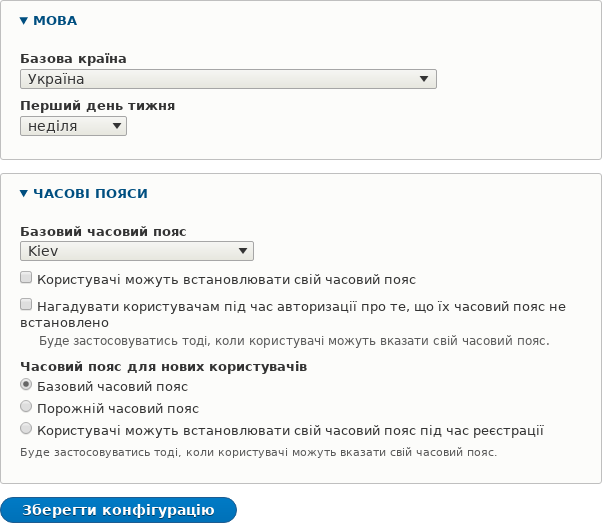 МОВА
Базова країна
Україна
Перший день тижня
неділя
ЧАСОВІ ПОЯСИ
Базовий часовий пояс
Kiev
Користувачі можуть встановлювати свій часовий пояс
Нагадувати користувачам під час авторизації про те, що їх часовий пояс не
встановлено
Буде застосовуватись тоді, коли користувачі можуть вказати свій часовий пояс.
Часовий пояс для нових користувачів
Базовий часовий пояс
Порожній часовий пояс
Користувачі можуть встановлювати свій часовий пояс під час реєстрації
Буде застосовуватись тоді, коли користувачі можуть вказати свій часовий пояс.
Зберегти конфігурацію